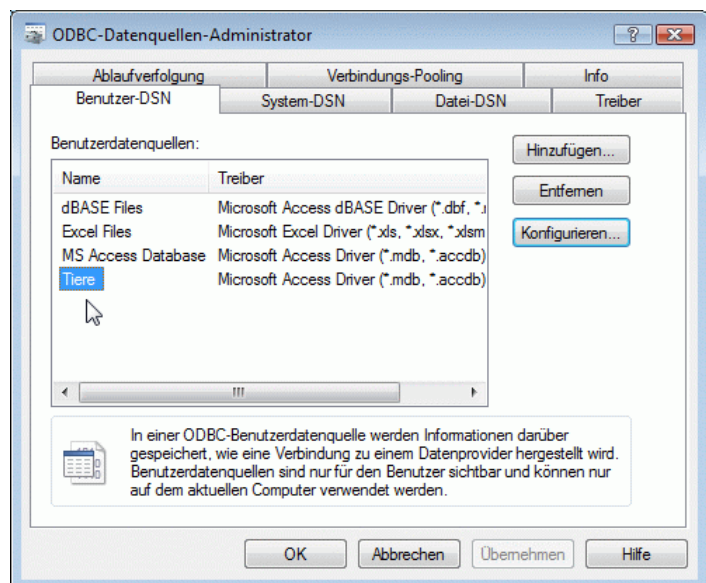 ODBC-Datenquellen-Administrator
Ablaufverfolgung Verbindungs-Pooling Info
Benutzer-DSN System-DSN Datei-DSN Treiber
Benutzerdatenquellen:
Name Treiber
dBASE Files Microsoft Access dBASE Driver (*.dbf, *.
Excel Files Microsoft Excel Driver (*.xls, *.xlsx, *.xlsm
MS Access Database Microsoft Access Driver (*.mdb, *.accdb)
Tiere Microsoft Access Driver (*.mdb, *.accdb)
Hinzufügen...
Entfernen
Konfigurieren...
In einer ODBC-Benutzerdatenquelle werden Informationen darüber
gespeichert, wie eine Verbindung zu einem Datenprovider hergestellt wird.
Benutzerdatenquellen sind nur für den Benutzer sichtbar und können nur
auf dem aktuellen Computer verwendet werden.
OK Abbrechen Übernehmen Hilfe